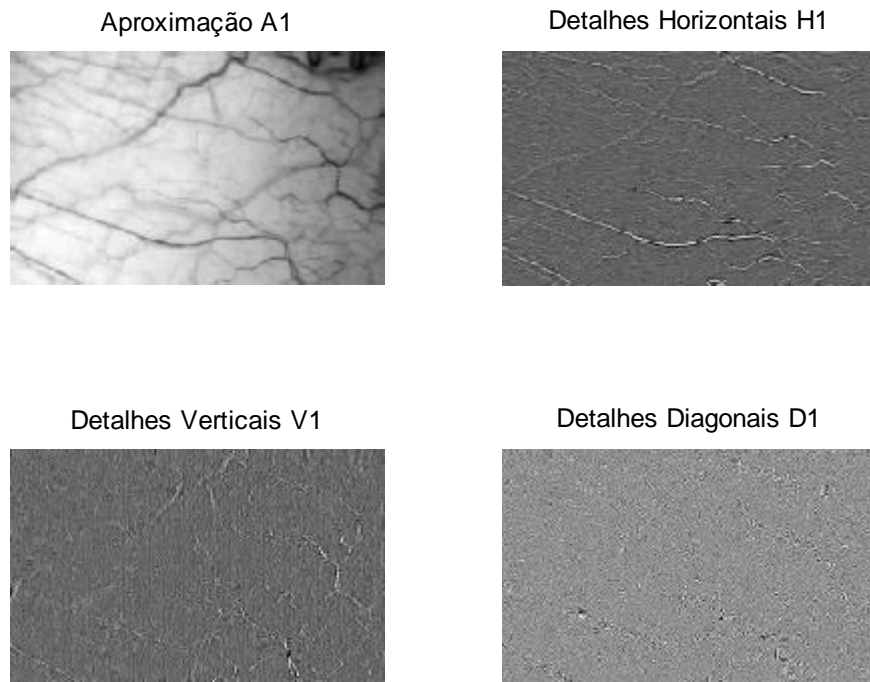 Aproximação A1
Detalhes Horizontais H1
Detalhes Verticais V1
Detalhes Diagonais D1